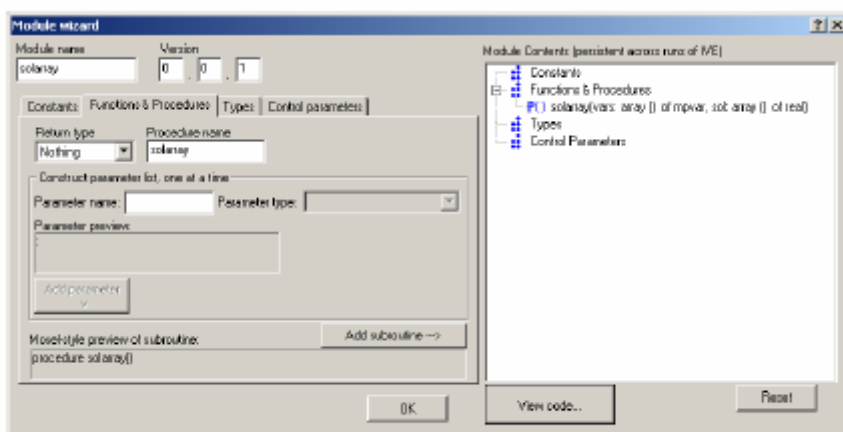 Module wizard
Module name
Version
solarray
0 . 0 . 1
Constants Functions & Procedures Types Control parameters
Return type
Procedure name
Nothing
solarray
Construct parameter list, one at a time
Parameter name:
Parameter type:
Parameter preview:
:
Add parameter
Add subroutine -->
Mosel-style preview of subroutine:
procedure solarray()
OK
Module Contents (persistent across runs of IVE)
Constants
Functions & Procedures
P() solarray(vars: array () of mpvar, sol: array () of real)
Types
Control Parameters
View code...
Reset